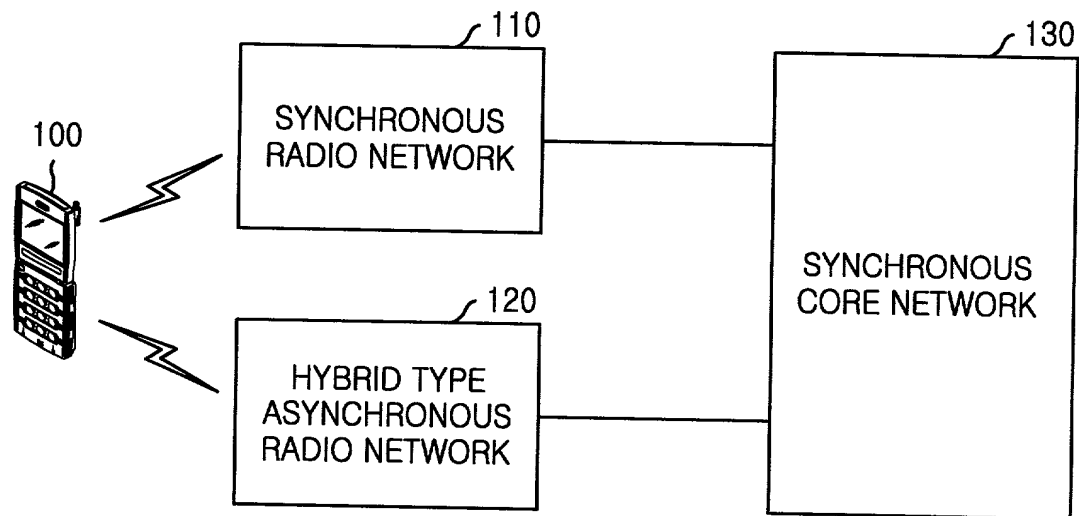 110
130
SYNCHRONOUS
RADIO NETWORK
100
SYNCHRONOUS
CORE NETWORK
120
HYBRID TYPE
ASYNCHRONOUS
RADIO NETWORK